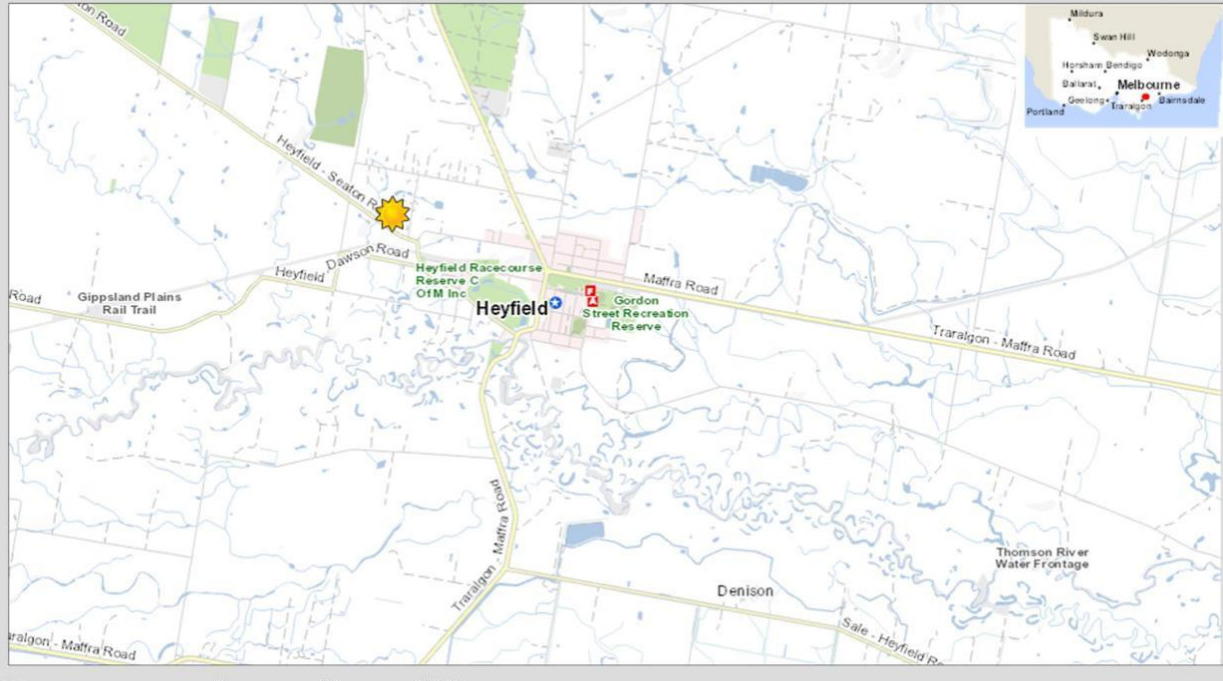 ton Road
Mildura
Swan Hill
Wodonga
Horsham Bendigo
Ballarat
Melbourne
Geelong
Traralgon
Bairnsdale
Portland
Heyfield - Seaton R
Dawson Road
Heyfield
Road
Gippsland Plains
Rail Trail
Heyfield Racecourse
Reserve C
Of M Inc
Heyfield
F
A
Gordon
Street Recreation
Reserve
Maffra Road
Traralgon - Maffra Road
Traralgon - Maffra Road
Thomson River
Water Frontage
Denison
Sale - Heyfield R
aralgon - Maffra Road